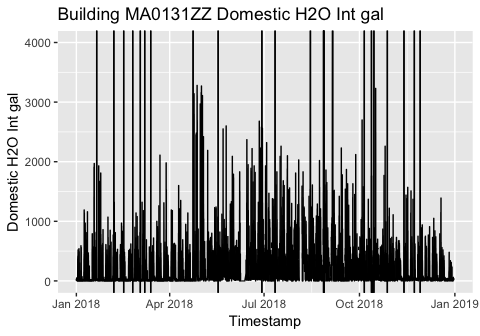 Building MA0131ZZ Domestic H2O Int gal
Domestic H2O Int gal
4000
3000
2000
1000
0
Jan 2018
Apr 2018
Jul 2018
Oct 2018
Jan 2019
Timestamp